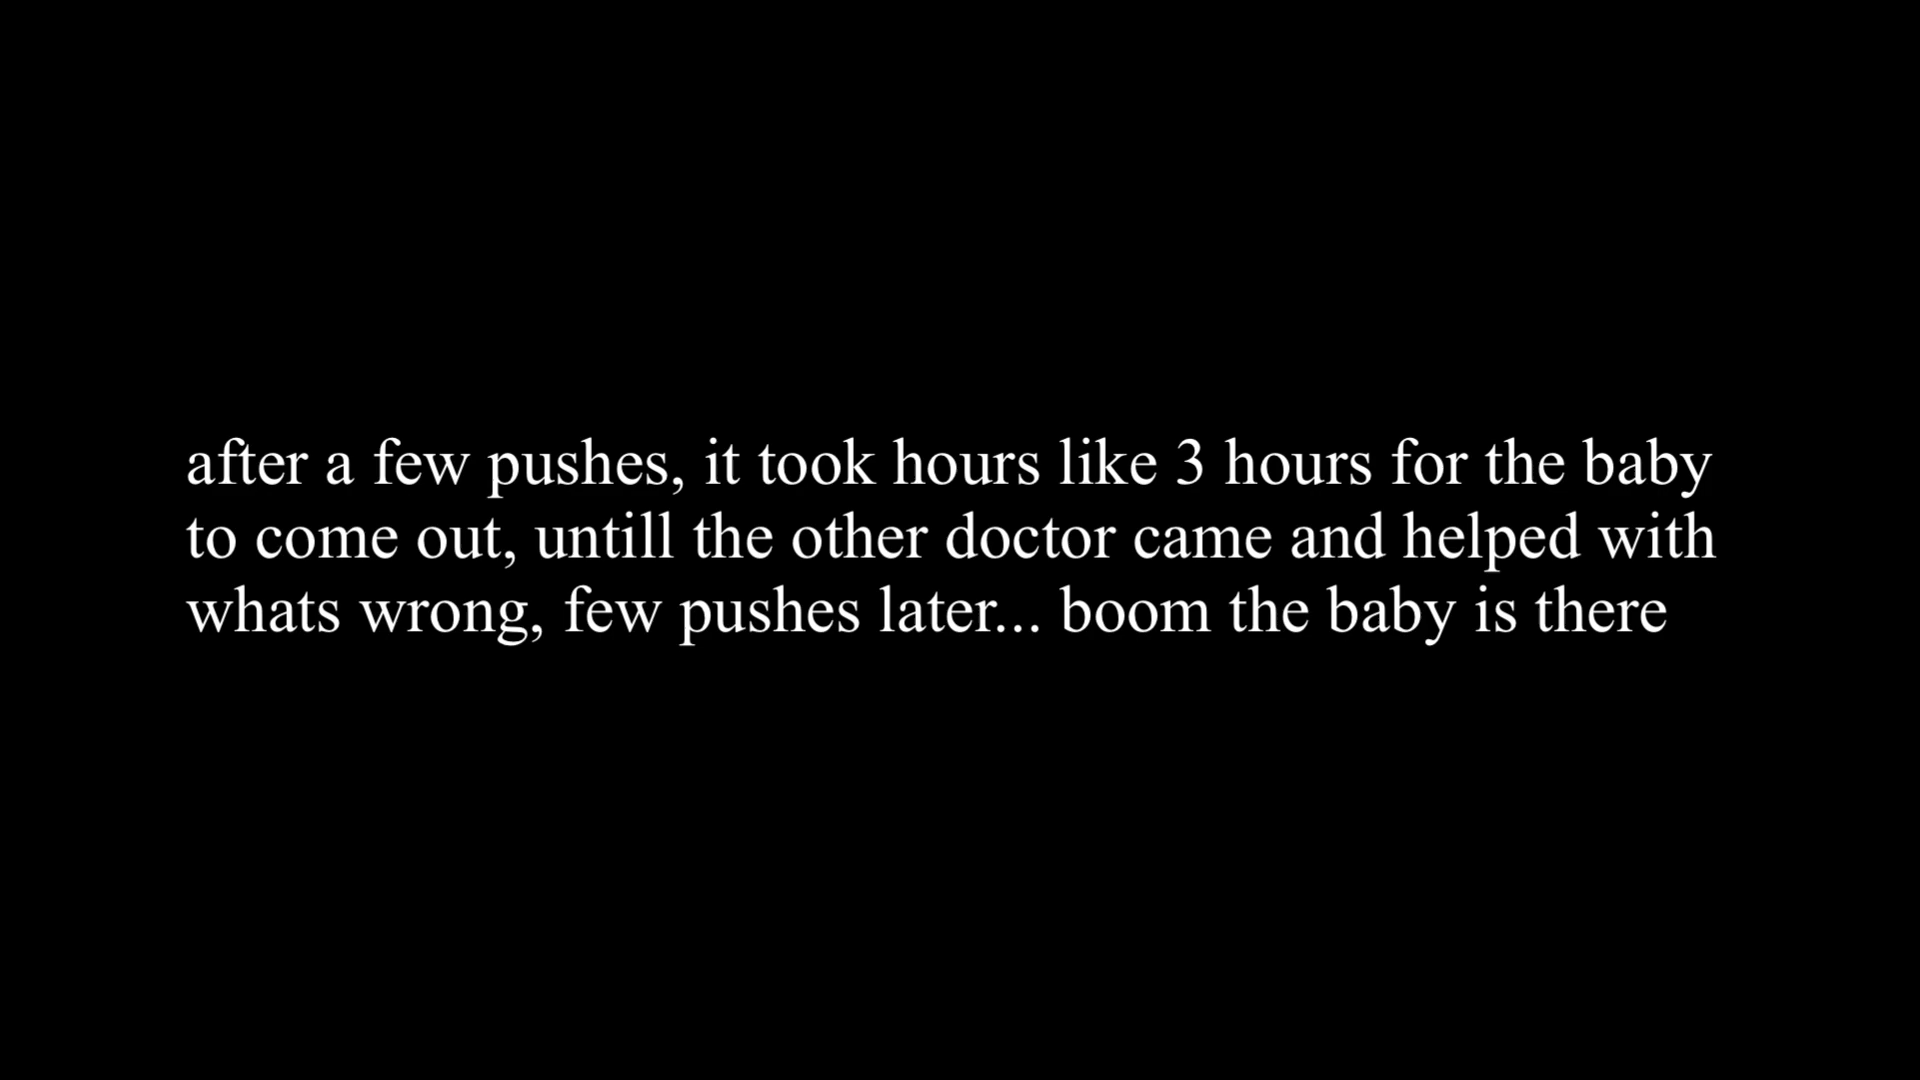 after a few pushes, it took hours like 3 hours for the baby
to come out, untill the other doctor came and helped with
whats wrong, few pushes later... boom the baby is there